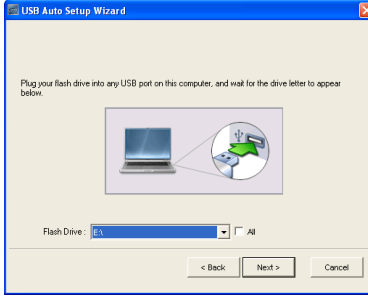 USB Auto Setup Wizard
Plug your flash drive into any USB port on this computer, and wait for the drive letter to appear
below.
Flash Drive : E:\
All
< Back
Next >
Cancel